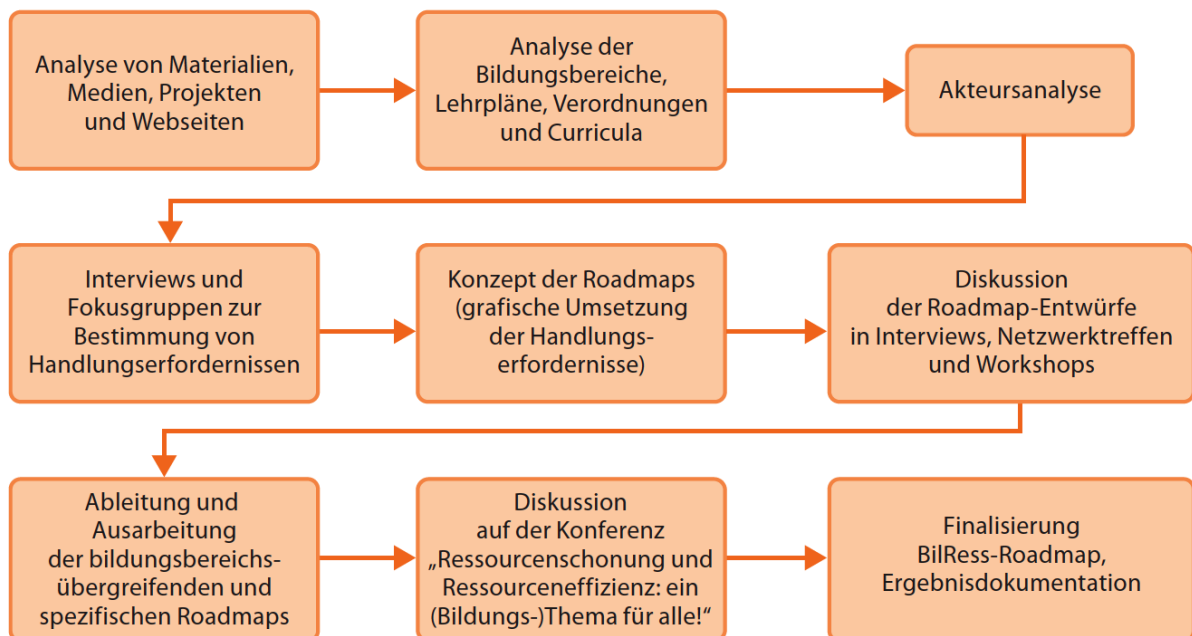 Analyse von Materialien,
Medien, Projekten
und Webseiten
Analyse der
Bildungsbereiche,
Lehrpläne, Verordnungen
und Curricula
Akteursanalyse
Interviews und
Fokusgruppen zur
Bestimmung von
Handlungserfordernissen
Konzept der Roadmaps
(grafische Umsetzung
der Handlungs-
erfordernisse)
Diskussion
der Roadmap-Entwürfe
in Interviews, Netzwerktreffen
und Workshops
Ableitung und
Ausarbeitung
der bildungsbereichs-
übergreifenden und
spezifischen Roadmaps
Diskussion
auf der Konferenz
„Ressourcenschonung und
Ressourceneffizienz: ein
(Bildungs-)Thema für alle!“
Finalisierung
BilRess-Roadmap,
Ergebnisdokumentation